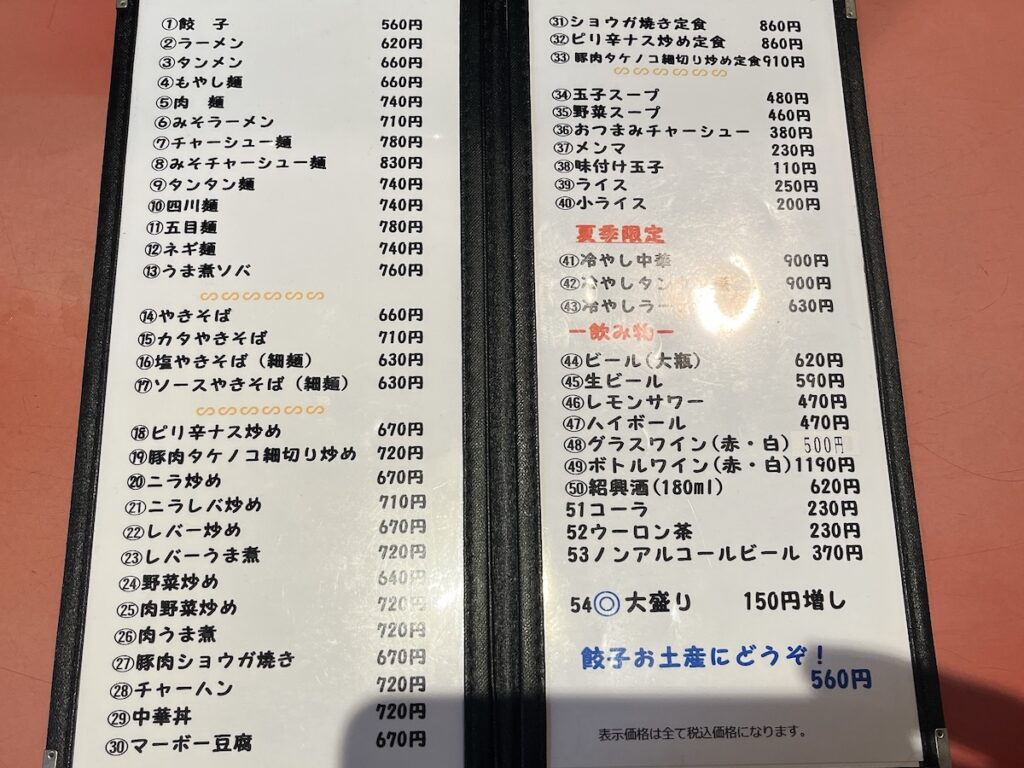 ①餃　子 560円
②ラーメン 620円
③タンメン 660円
④もやし麺 660円
⑤肉　麺 740円
⑥みそラーメン 710円
⑦チャーシュー麺 780円
⑧みそチャーシュー麺 830円
⑨タンタン麺 740円
⑩四川麺 740円
⑪五目麺 780円
⑫ネギ麺 740円
⑬うま煮ソバ 760円
⑭やきそば 660円
⑮カタやきそば 710円
⑯塩やきそば（細麺） 630円
⑰ソースやきそば（細麺） 630円
⑱ピリ辛ナス炒め 670円
⑲豚肉タケノコ細切り炒め 720円
⑳ニラ炒め 670円
㉑ニラレバ炒め 710円
㉒レバー炒め 670円
㉓レバーうま煮 720円
㉔野菜炒め 640円
㉕肉野菜炒め 720円
㉖肉うま煮 720円
㉗豚肉ショウガ焼き 670円
㉘チャーハン 720円
㉙中華丼 720円
㉚マーボー豆腐 670円
㉛ショウガ焼き定食 860円
㉜ピリ辛ナス炒め定食 860円
㉝豚肉タケノコ細切り炒め定食910円
㉞玉子スープ 480円
㉟野菜スープ 460円
㊱おつまみチャーシュー 380円
㊲メンマ 230円
㊳味付け玉子 110円
㊴ライス 250円
㊵小ライス 200円
夏季限定
㊶冷やし中華 900円
㊷冷やしタン 900円
㊸冷やしラー 630円
ー飲み物ー
㊹ビール(大瓶) 620円
㊺生ビール 590円
㊻レモンサワー 470円
㊼ハイボール 470円
㊽グラスワイン(赤・白) 500円
㊾ボトルワイン(赤・白)1190円
㊿紹興酒(180ml) 620円
51コーラ 230円
52ウーロン茶 230円
53ノンアルコールビール 370円
54◎大盛り 150円増し
餃子お土産にどうぞ！
560円
表示価格は全て税込価格になります。